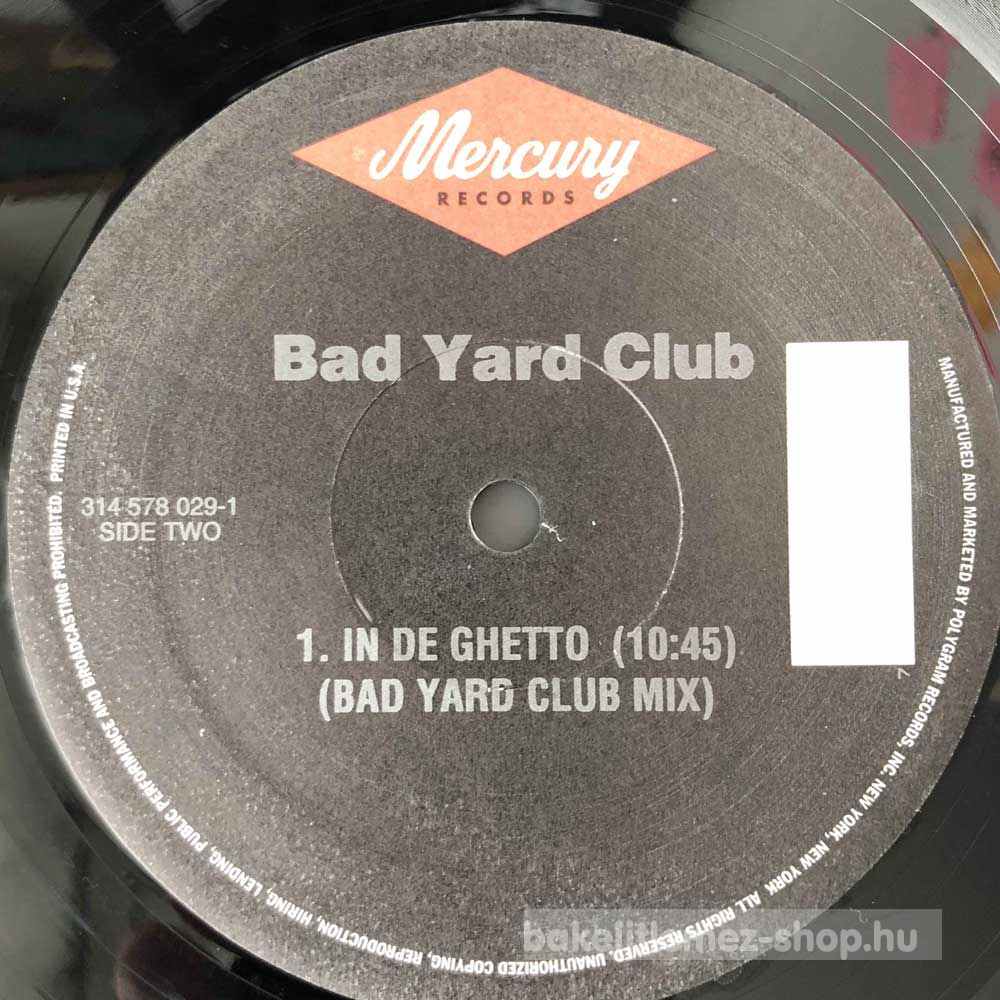 Mercury
RECORDS
Bad Yard Club
314 578 029-1
SIDE TWO
1. IN DE GHETTO (10:45)
(BAD YARD CLUB MIX)
MANUFACTURED AND MARKETED BY POLYGRAM RECORDS, INC. NEW YORK, NEW YORK. ALL RIGHTS RESERVED. UNAUTHORIZED COPYING, REPRODUCTION, HIRING, LENDING, PUBLIC PERFORMANCE AND BROADCASTING PROHIBITED. PRINTED IN U.S.A.
bakelitlemez-shop.hu